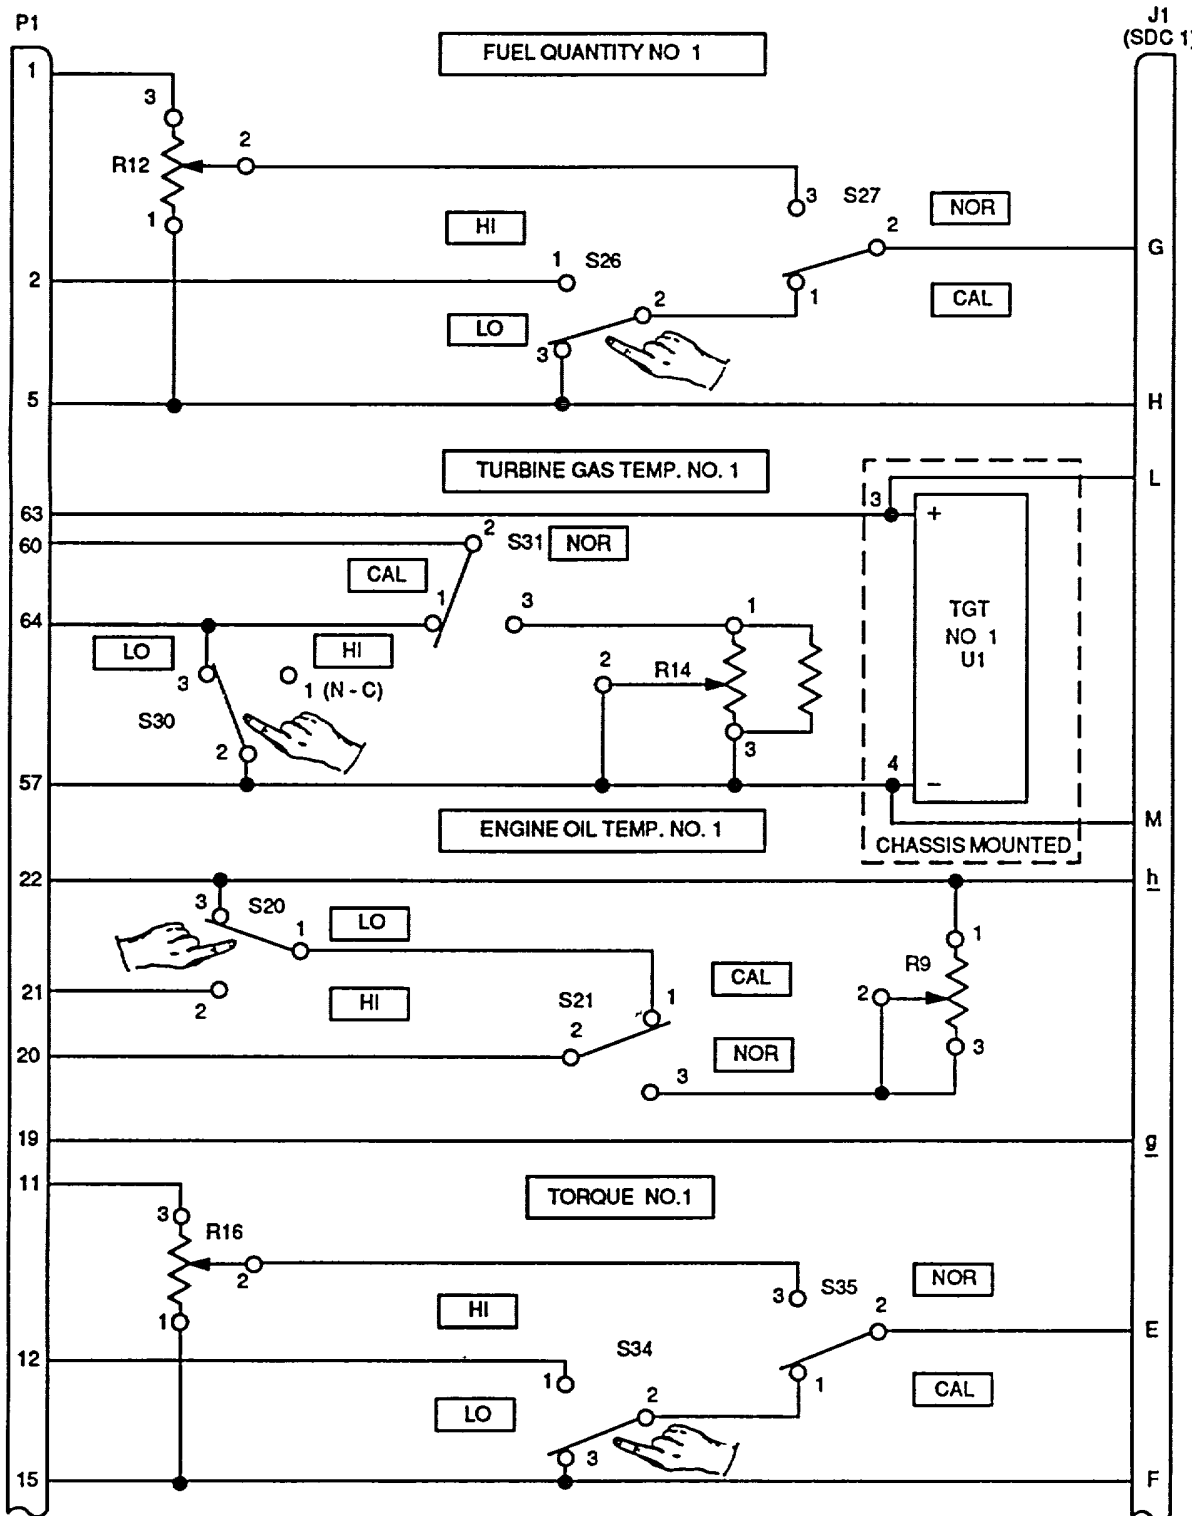 P1
J1
(SDC 1)
FUEL QUANTITY NO 1
1
3
R12
2
1
3
S27
NOR
2
G
HI
1
S26
2
2
1
CAL
LO
3
5
H
TURBINE GAS TEMP. NO. 1
L
63
3
+
60
2
S31
NOR
CAL
1
64
3
1
TGT
NO 1
U1
LO
HI
3
1 (N - C)
2
R14
S30
2
3
57
4
−
M
ENGINE OIL TEMP. NO. 1
CHASSIS MOUNTED
22
h
3
S20
LO
1
1
R9
CAL
21
2
HI
S21
1
2
2
20
NOR
3
3
19
g
11
TORQUE NO.1
3
R16
2
3
S35
NOR
HI
2
1
E
S34
12
1
1
CAL
2
LO
3
15
F